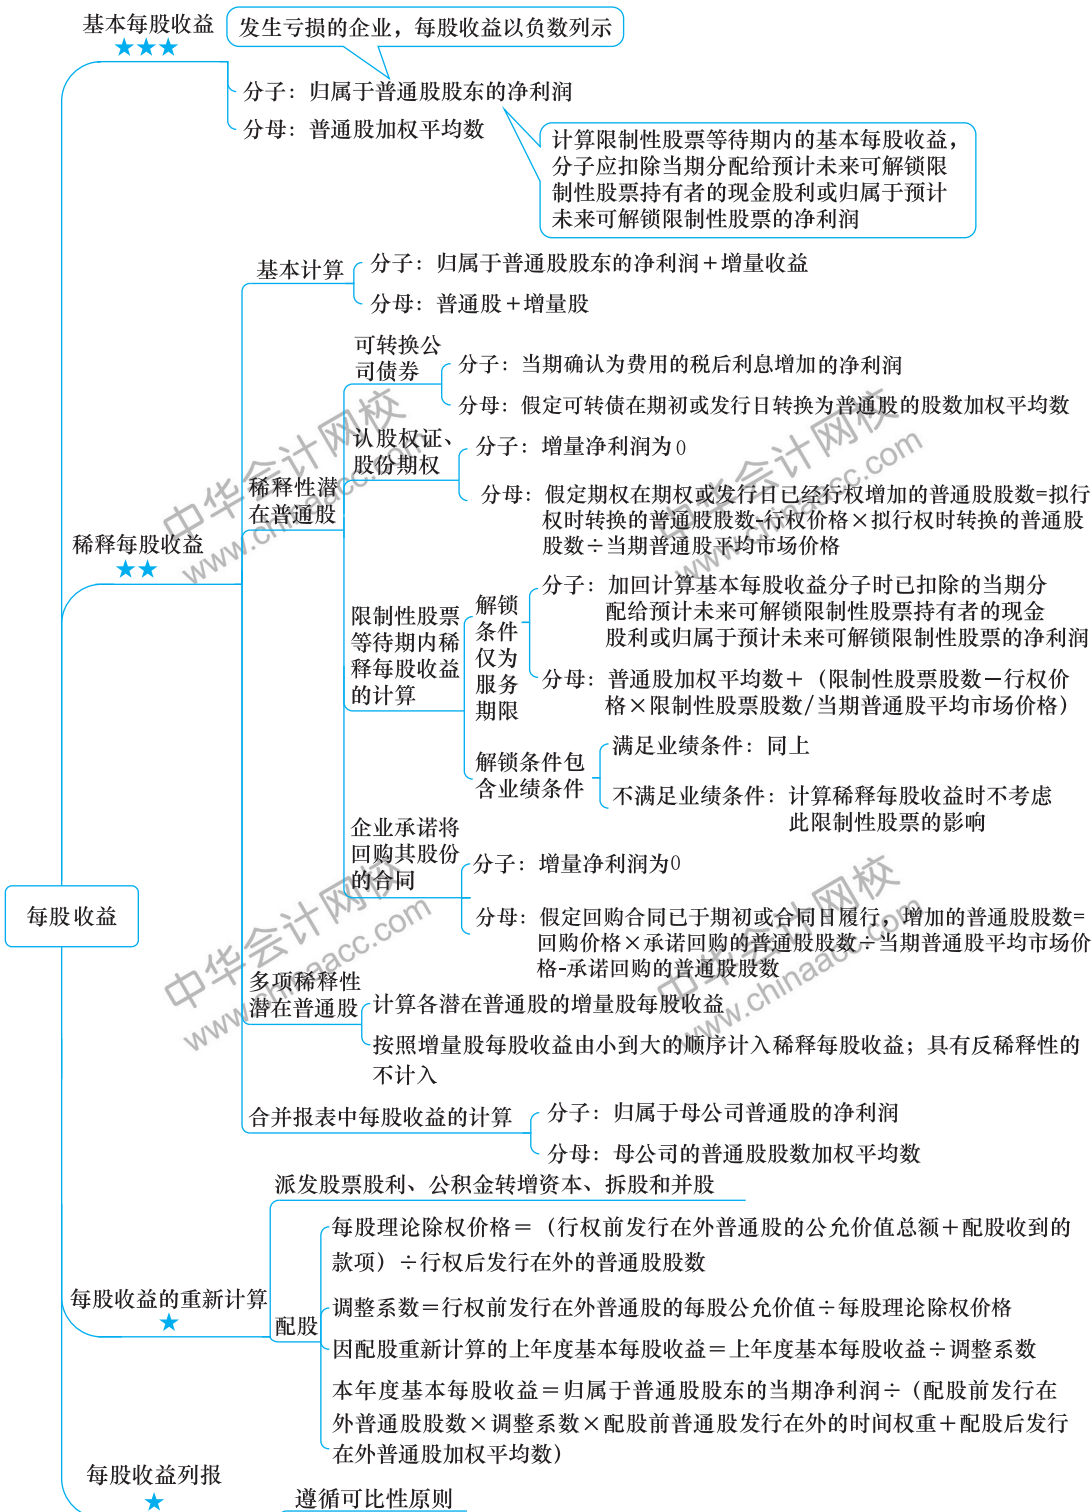 基本每股收益
★★★
发生亏损的企业，每股收益以负数列示
分子：归属于普通股股东的净利润
分母：普通股加权平均数
计算限制性股票等待期内的基本每股收益，
分子应扣除当期分配给预计未来可解锁限
制性股票持有者的现金股利或归属于预计
未来可解锁限制性股票的净利润
基本计算
分子：归属于普通股股东的净利润＋增量收益
分母：普通股＋增量股
可转换公
司债券
分子：当期确认为费用的税后利息增加的净利润
分母：假定可转债在期初或发行日转换为普通股的股数加权平均数
认股权证、
股份期权
分子：增量净利润为0
分母：假定期权在期权或发行日已经行权增加的普通股股数=拟行
权时转换的普通股股数-行权价格×拟行权时转换的普通股
股数÷当期普通股平均市场价格
稀释性潜
在普通股
稀释每股收益
★★
限制性股票
等待期内稀
释每股收益
的计算
解锁
条件
仅为
服务
期限
分子：加回计算基本每股收益分子时已扣除的当期分
配给预计未来可解锁限制性股票持有者的现金
股利或归属于预计未来可解锁限制性股票的净利润
分母：普通股加权平均数＋（限制性股票股数－行权价
格×限制性股票股数/当期普通股平均市场价格）
解锁条件包
含业绩条件
满足业绩条件：同上
不满足业绩条件：计算稀释每股收益时不考虑
此限制性股票的影响
企业承诺将
回购其股份
的合同
分子：增量净利润为0
分母：假定回购合同已于期初或合同日履行，增加的普通股股数=
回购价格×承诺回购的普通股股数÷当期普通股平均市场价
格-承诺回购的普通股股数
每股收益
多项稀释性
潜在普通股
计算各潜在普通股的增量股每股收益
按照增量股每股收益由小到大的顺序计入稀释每股收益；具有反稀释性的
不计入
合并报表中每股收益的计算
分子：归属于母公司普通股的净利润
分母：母公司的普通股股数加权平均数
派发股票股利、公积金转增资本、拆股和并股
每股收益的重新计算
★
配股
每股理论除权价格＝（行权前发行在外普通股的公允价值总额＋配股收到的
款项）÷行权后发行在外的普通股股数
调整系数＝行权前发行在外普通股的每股公允价值÷每股理论除权价格
因配股重新计算的上年度基本每股收益＝上年度基本每股收益÷调整系数
本年度基本每股收益＝归属于普通股股东的当期净利润÷（配股前发行在
外普通股股数×调整系数×配股前普通股发行在外的时间权重＋配股后发行
在外普通股加权平均数）
每股收益列报
★
遵循可比性原则
中华会计网校
www.chinaacc.com
中华会计网校
www.chinaacc.com
中华会计网校
www.chinaacc.com
中华会计网校
www.chinaacc.com